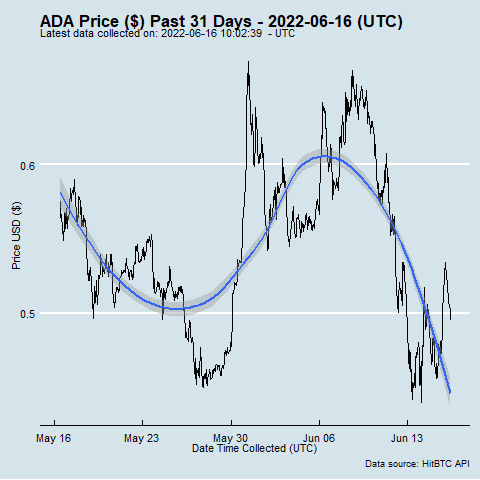 ADA Price ($) Past 31 Days - 2022-06-16 (UTC)
Latest data collected on: 2022-06-16 10:02:39 - UTC
Price USD ($)
0.6
0.5
May 16
May 23
May 30
Jun 06
Jun 13
Date Time Collected (UTC)
Data source: HitBTC API